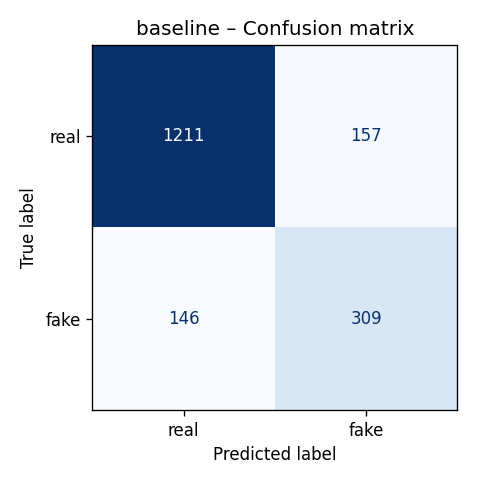 baseline – Confusion matrix
True label
real
1211
157
fake
146
309
real
fake
Predicted label